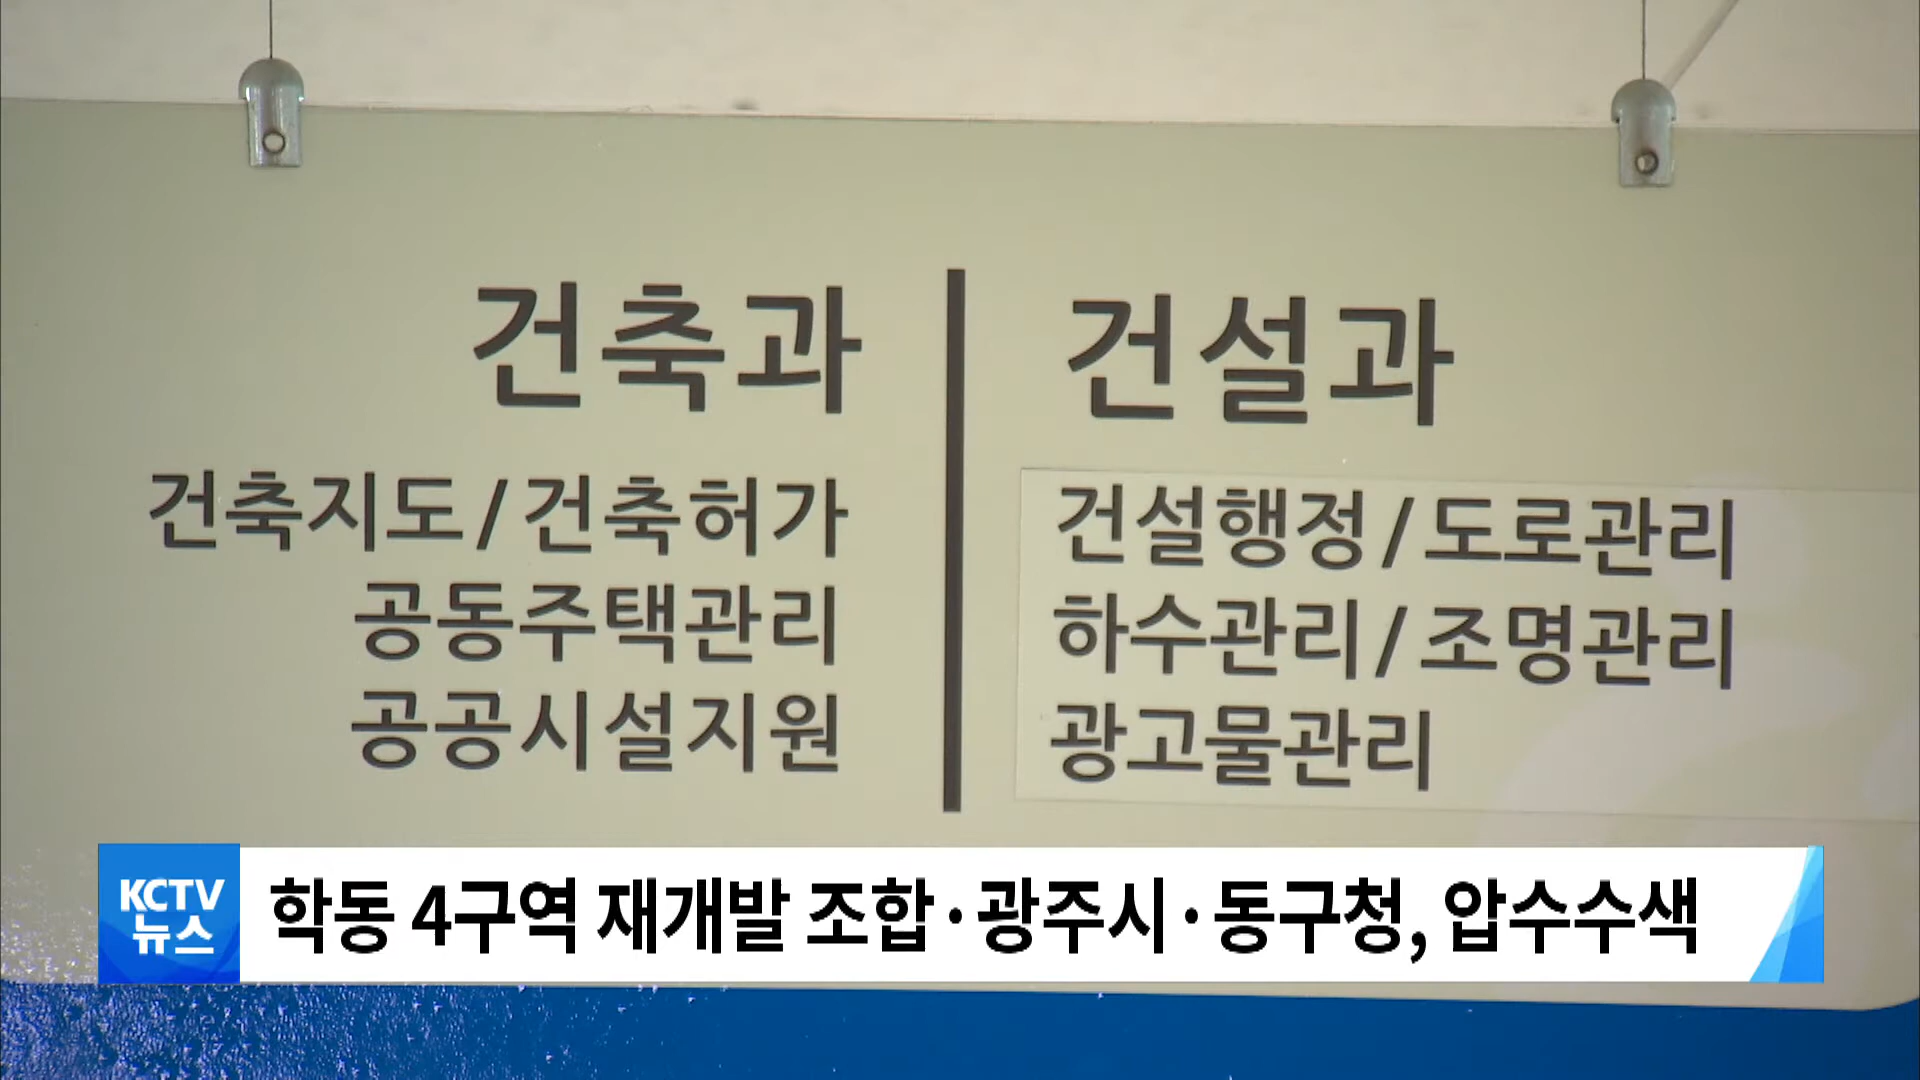 건축과
건축지도/건축허가
공동주택관리
공공시설지원
건설과
건설행정/도로관리
하수관리/조명관리
광고물관리
KCTV
뉴스
학동 4구역 재개발 조합·광주시·동구청, 압수수색